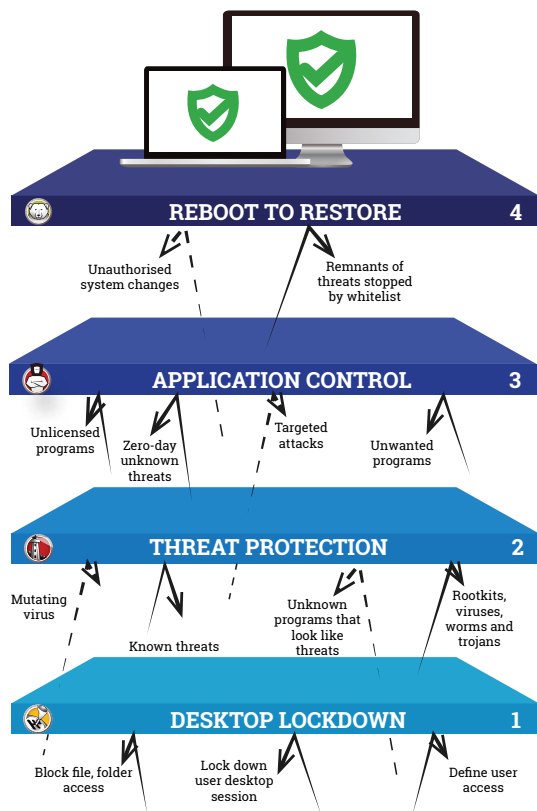 REBOOT TO RESTORE 4
Unauthorised
system changes
Remnants of
threats stopped
by whitelist
APPLICATION CONTROL 3
Unlicensed
programs
Zero-day
unknown
threats
Targeted
attacks
Unwanted
programs
THREAT PROTECTION 2
Mutating
virus
Known threats
Unknown
programs that
look like
threats
Rootkits,
viruses,
worms and
trojans
DESKTOP LOCKDOWN 1
Block file, folder
access
Lock down
user desktop
session
Define user
access